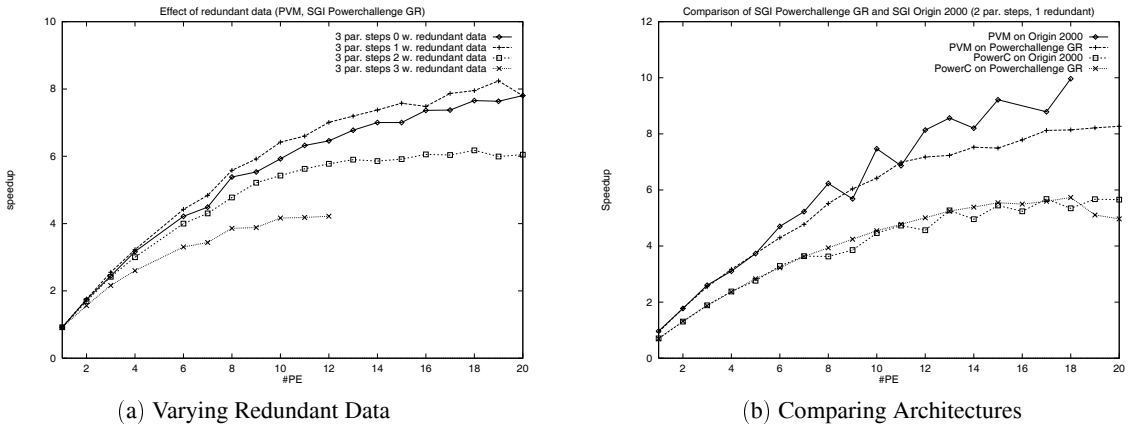 Effect of redundant data (PVM, SGI Powerchallenge GR)
3 par. steps 0 w. redundant data
3 par. steps 1 w. redundant data
3 par. steps 2 w. redundant data
3 par. steps 3 w. redundant data
10
8
6
4
2
0
speedup
2 4 6 8 10 12 14 16 18 20
#PE
(a) Varying Redundant Data
Comparison of SGI Powerchallenge GR and SGI Origin 2000 (2 par. steps, 1 redundant)
PVM on Origin 2000
PVM on Powerchallenge GR
PowerC on Origin 2000
PowerC on Powerchallenge GR
12
10
8
6
4
2
0
Speedup
2 4 6 8 10 12 14 16 18 20
#PE
(b) Comparing Architectures